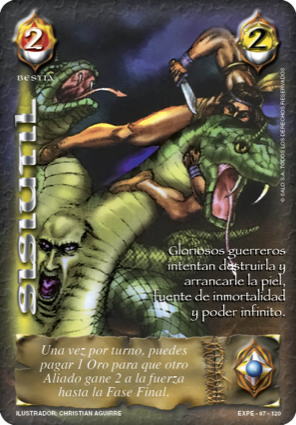 2
2
BESTIA
© SALO S.A. TODOS LOS DERECHOS RESERVADOS
SISIUTL
Gloriosos guerreros
intentan destruirla y
arrancarle la piel,
fuente de inmortalidad
y poder infinito.
Una vez por turno, puedes
pagar 1 Oro para que otro
Aliado gane 2 a la fuerza
hasta la Fase Final.
ILUSTRADOR: CHRISTIAN AGUIRRE
EXPE - 97 - 120